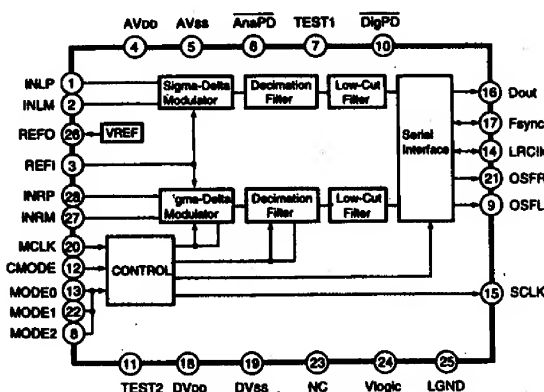 AVDD AVss AnaPD TEST1 DigPD
4 5 6 7 10
INLP 1
INLM 2
REFO 26 VREF
REFI 3
INRP 28
INRM 27
MCLK 20
CMODE 12
MODE0 13
MODE1 22
MODE2 8
Sigma-Delta
Modulator
Decimation
Filter
Low-Cut
Filter
Serial
Interface
igma-Delta
Modulator
Decimation
Filter
Low-Cut
Filter
CONTROL
16 Dout
17 Fsync
14 LRClk
21 OSFR
9 OSFL
15 SCLK
11 18 19 23 24 25
TEST2 DVDD DVss NC Vlogic LGND